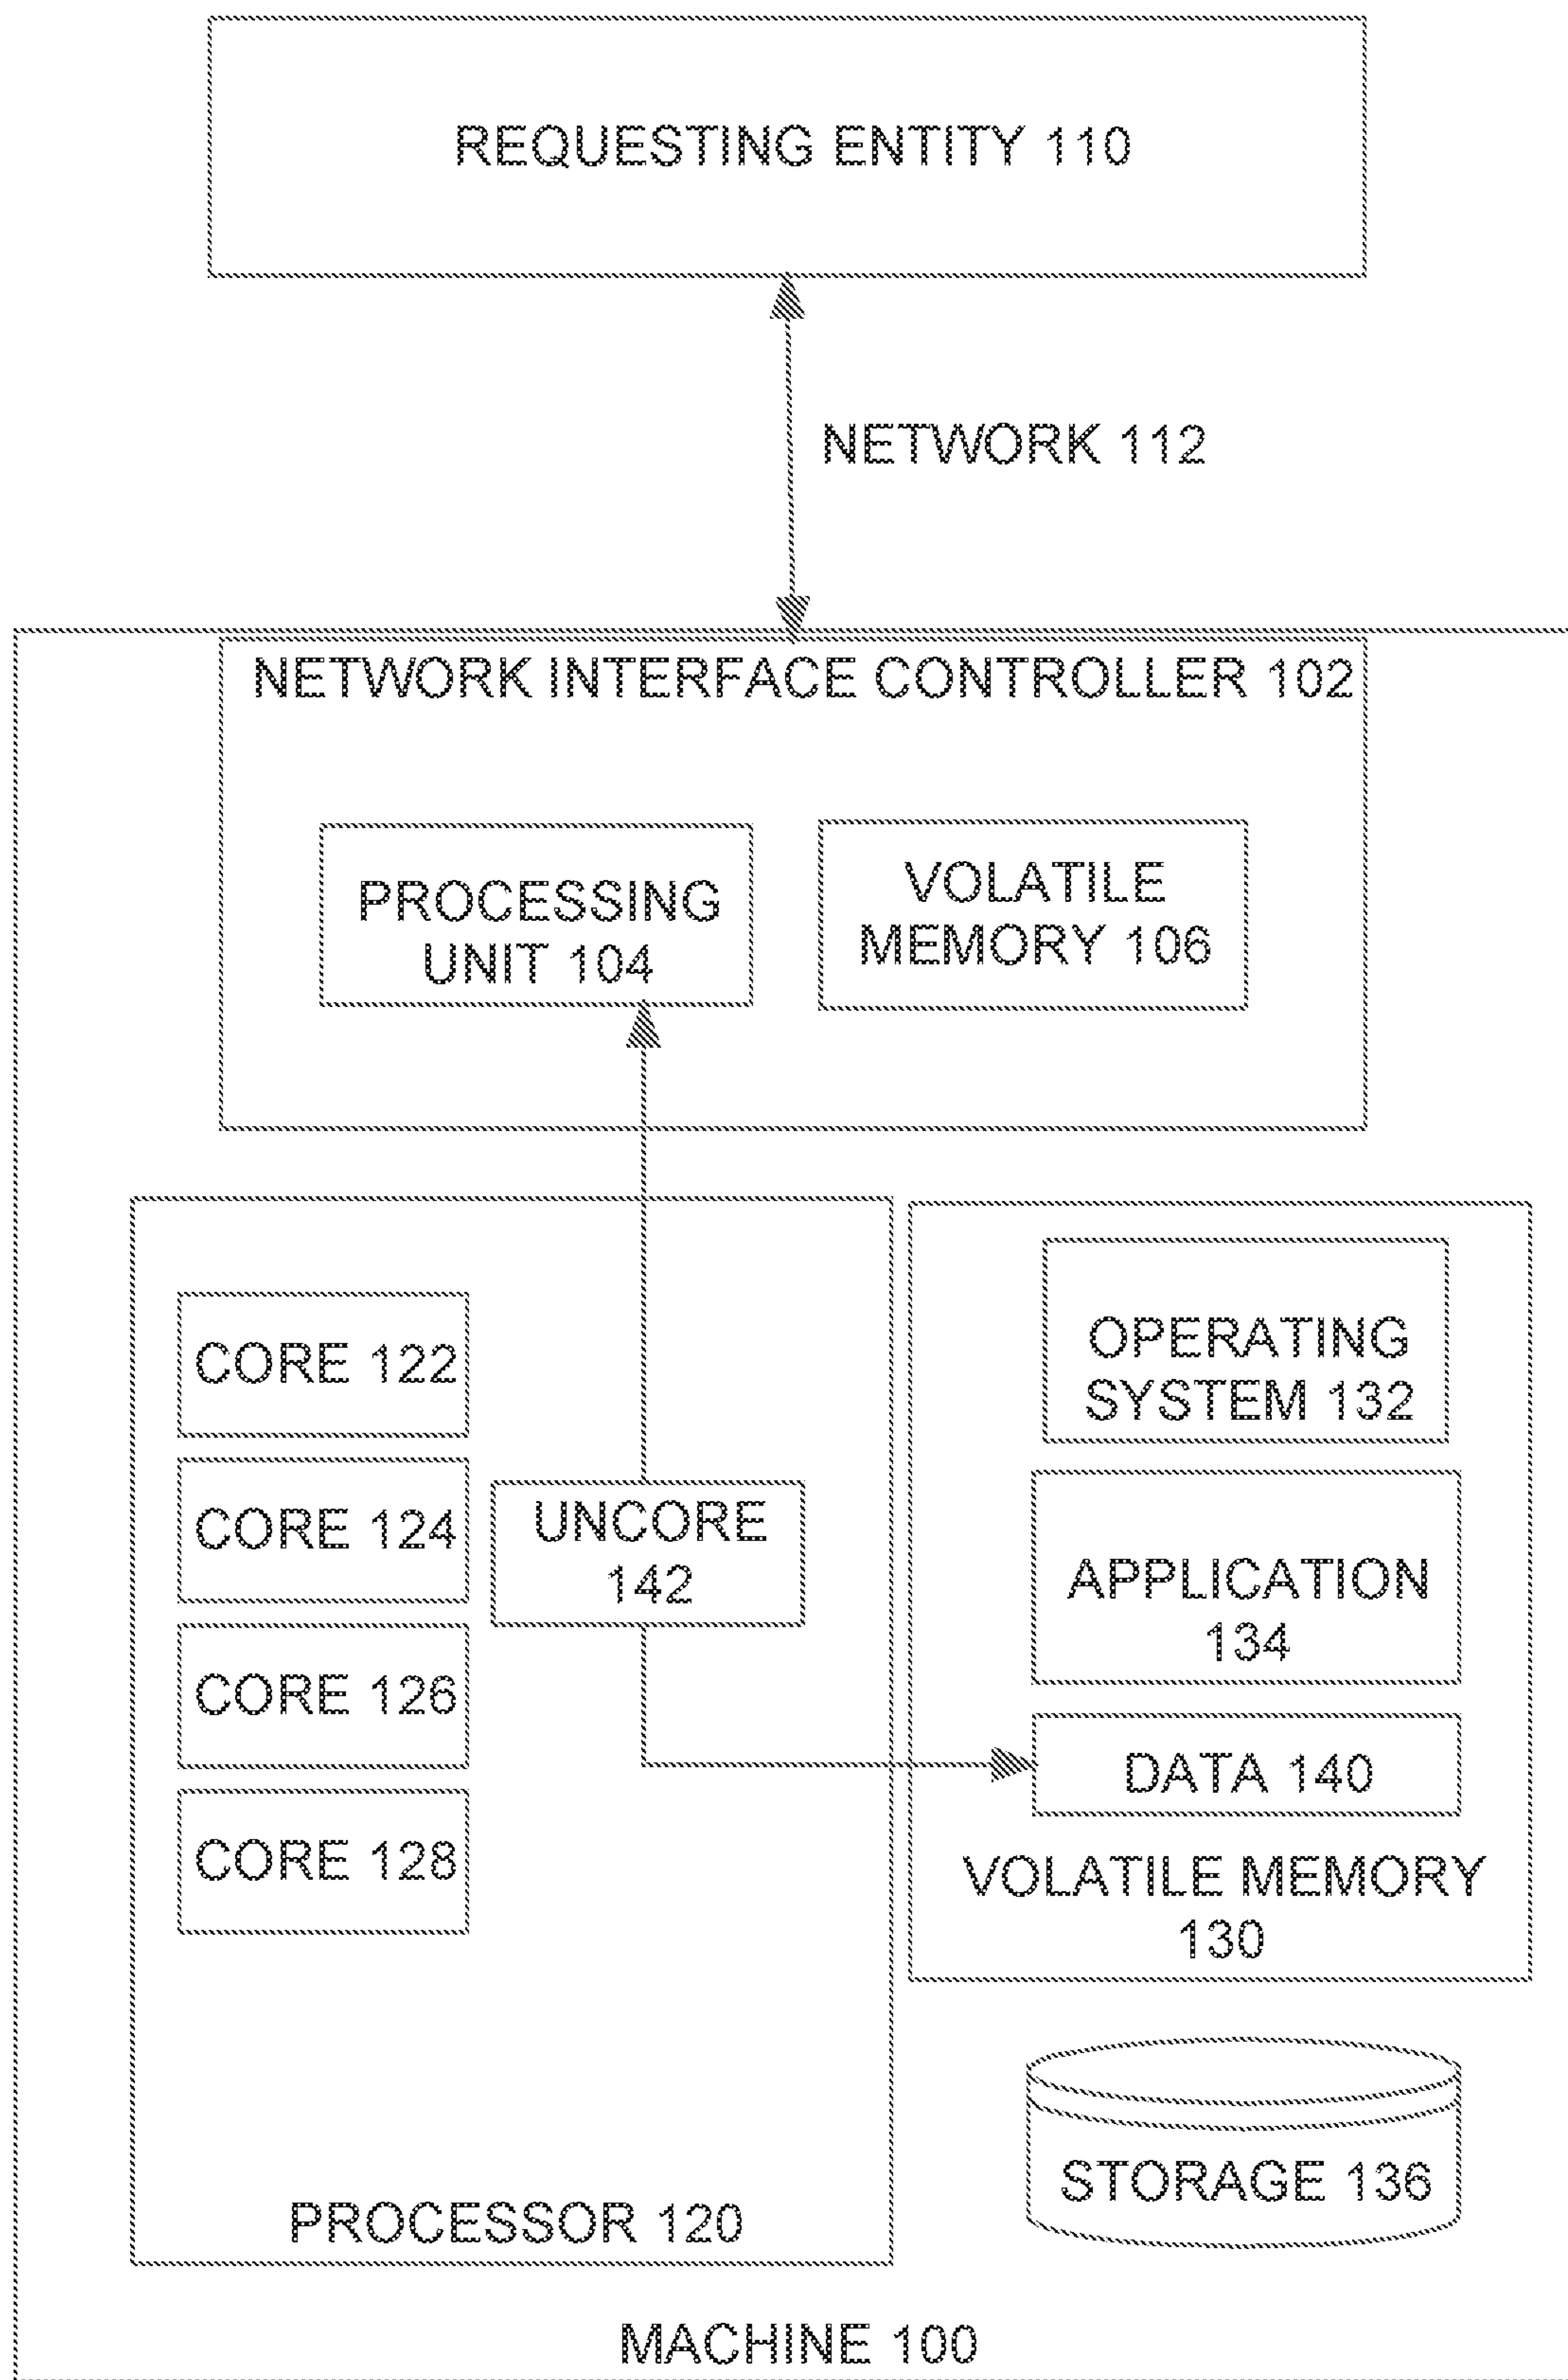 REQUESTING ENTITY 110
NETWORK 112
NETWORK INTERFACE CONTROLLER 102
PROCESSING
UNIT 104
VOLATILE
MEMORY 106
CORE 122
CORE 124
CORE 126
CORE 128
UNCORE
142
PROCESSOR 120
OPERATING
SYSTEM 132
APPLICATION
134
DATA 140
VOLATILE MEMORY
130
STORAGE 136
MACHINE 100